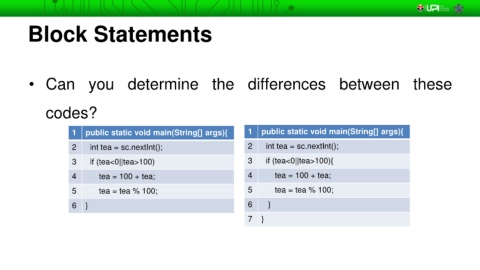 UPI
Block Statements
• Can you determine the differences between these
codes?
1 public static void main(String[] args){
2 int tea = sc.nextInt();
3 if (tea<0||tea>100)
4 tea = 100 + tea;
5 tea = tea % 100;
6 }
1 public static void main(String[] args){
2 int tea = sc.nextInt();
3 if (tea<0||tea>100){
4 tea = 100 + tea;
5 tea = tea % 100;
6 }
7 }